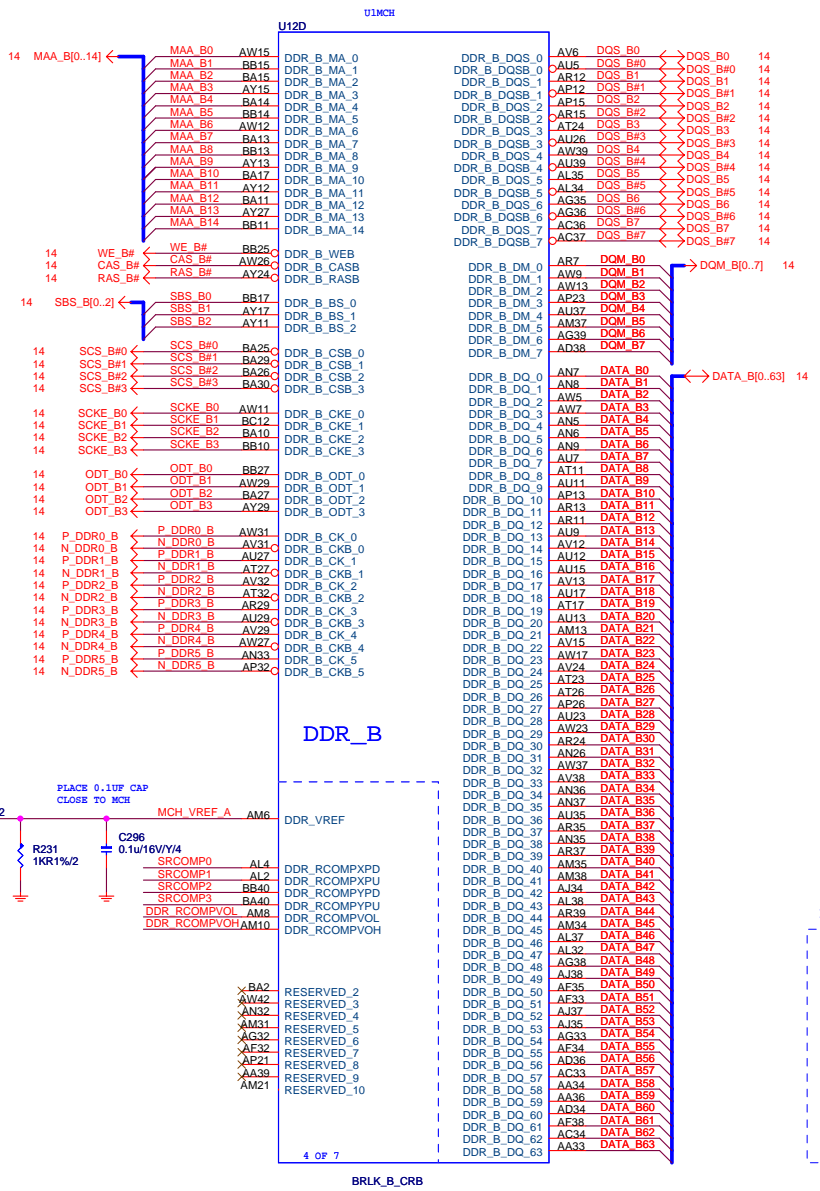 U1MCH
U12D
14 MAA_B[0..14]
MAA_B0 AW15 DDR_B_MA_0
MAA_B1 BB15 DDR_B_MA_1
MAA_B2 BA15 DDR_B_MA_2
MAA_B3 AY15 DDR_B_MA_3
MAA_B4 BA14 DDR_B_MA_4
MAA_B5 BB14 DDR_B_MA_5
MAA_B6 AW12 DDR_B_MA_6
MAA_B7 BA13 DDR_B_MA_7
MAA_B8 BB13 DDR_B_MA_8
MAA_B9 AY13 DDR_B_MA_9
MAA_B10 BA17 DDR_B_MA_10
MAA_B11 AY12 DDR_B_MA_11
MAA_B12 BA11 DDR_B_MA_12
MAA_B13 AY27 DDR_B_MA_13
MAA_B14 BB11 DDR_B_MA_14
14 WE_B# WE_B# BB25 DDR_B_WEB
14 CAS_B# CAS_B# AW26 DDR_B_CASB
14 RAS_B# RAS_B# AY24 DDR_B_RASB
14 SBS_B[0..2]
SBS_B0 BB17 DDR_B_BS_0
SBS_B1 AY17 DDR_B_BS_1
SBS_B2 AY11 DDR_B_BS_2
14 SCS_B#0 SCS_B#0 BA25 DDR_B_CSB_0
14 SCS_B#1 SCS_B#1 BA29 DDR_B_CSB_1
14 SCS_B#2 SCS_B#2 BA26 DDR_B_CSB_2
14 SCS_B#3 SCS_B#3 BA30 DDR_B_CSB_3
14 SCKE_B0 SCKE_B0 AW11 DDR_B_CKE_0
14 SCKE_B1 SCKE_B1 BC12 DDR_B_CKE_1
14 SCKE_B2 SCKE_B2 BA10 DDR_B_CKE_2
14 SCKE_B3 SCKE_B3 BB10 DDR_B_CKE_3
14 ODT_B0 ODT_B0 BB27 DDR_B_ODT_0
14 ODT_B1 ODT_B1 AW29 DDR_B_ODT_1
14 ODT_B2 ODT_B2 BA27 DDR_B_ODT_2
14 ODT_B3 ODT_B3 AY29 DDR_B_ODT_3
14 P_DDR0_B P_DDR0_B AW31 DDR_B_CK_0
14 N_DDR0_B N_DDR0_B AV31 DDR_B_CKB_0
14 P_DDR1_B P_DDR1_B AU27 DDR_B_CK_1
14 N_DDR1_B N_DDR1_B AT27 DDR_B_CKB_1
14 P_DDR2_B P_DDR2_B AV32 DDR_B_CK_2
14 N_DDR2_B N_DDR2_B AT32 DDR_B_CKB_2
14 P_DDR3_B P_DDR3_B AR29 DDR_B_CK_3
14 N_DDR3_B N_DDR3_B AU29 DDR_B_CKB_3
14 P_DDR4_B P_DDR4_B AV29 DDR_B_CK_4
14 N_DDR4_B N_DDR4_B AW27 DDR_B_CKB_4
14 P_DDR5_B P_DDR5_B AN33 DDR_B_CK_5
14 N_DDR5_B N_DDR5_B AP32 DDR_B_CKB_5
DDR_B
PLACE 0.1UF CAP
CLOSE TO MCH
2
MCH_VREF_A AM6 DDR_VREF
R231
1KR1%/2
C296
0.1u/16V/Y/4
SRCOMP0 AL4 DDR_RCOMPXPD
SRCOMP1 AL2 DDR_RCOMPXPU
SRCOMP2 BB40 DDR_RCOMPYPD
SRCOMP3 BA40 DDR_RCOMPYPU
DDR_RCOMPVOL AM8 DDR_RCOMPVOL
DDR_RCOMPVOH AM10 DDR_RCOMPVOH
BA2 RESERVED_2
AW42 RESERVED_3
AN32 RESERVED_4
AM31 RESERVED_5
AG32 RESERVED_6
AF32 RESERVED_7
AP21 RESERVED_8
AA39 RESERVED_9
AM21 RESERVED_10
DDR_B_DQS_0 AV6 DQS_B0 DQS_B0 14
DDR_B_DQSB_0 AU5 DQS_B#0 DQS_B#0 14
DDR_B_DQS_1 AR12 DQS_B1 DQS_B1 14
DDR_B_DQSB_1 AP12 DQS_B#1 DQS_B#1 14
DDR_B_DQS_2 AP15 DQS_B2 DQS_B2 14
DDR_B_DQSB_2 AR15 DQS_B#2 DQS_B#2 14
DDR_B_DQS_3 AT24 DQS_B3 DQS_B3 14
DDR_B_DQSB_3 AU26 DQS_B#3 DQS_B#3 14
DDR_B_DQS_4 AW39 DQS_B4 DQS_B4 14
DDR_B_DQSB_4 AU39 DQS_B#4 DQS_B#4 14
DDR_B_DQS_5 AL35 DQS_B5 DQS_B5 14
DDR_B_DQSB_5 AL34 DQS_B#5 DQS_B#5 14
DDR_B_DQS_6 AG35 DQS_B6 DQS_B6 14
DDR_B_DQSB_6 AG36 DQS_B#6 DQS_B#6 14
DDR_B_DQS_7 AC36 DQS_B7 DQS_B7 14
DDR_B_DQSB_7 AC37 DQS_B#7 DQS_B#7 14
DDR_B_DM_0 AR7 DQM_B0 DQM_B[0..7] 14
DDR_B_DM_1 AW9 DQM_B1
DDR_B_DM_2 AW13 DQM_B2
DDR_B_DM_3 AP23 DQM_B3
DDR_B_DM_4 AU37 DQM_B4
DDR_B_DM_5 AM37 DQM_B5
DDR_B_DM_6 AG39 DQM_B6
DDR_B_DM_7 AD38 DQM_B7
DDR_B_DQ_0 AN7 DATA_B0 DATA_B[0..63] 14
DDR_B_DQ_1 AN8 DATA_B1
DDR_B_DQ_2 AW5 DATA_B2
DDR_B_DQ_3 AW7 DATA_B3
DDR_B_DQ_4 AN5 DATA_B4
DDR_B_DQ_5 AN6 DATA_B5
DDR_B_DQ_6 AN9 DATA_B6
DDR_B_DQ_7 AU7 DATA_B7
DDR_B_DQ_8 AT11 DATA_B8
DDR_B_DQ_9 AU11 DATA_B9
DDR_B_DQ_10 AP13 DATA_B10
DDR_B_DQ_11 AR13 DATA_B11
DDR_B_DQ_12 AR11 DATA_B12
DDR_B_DQ_13 AU9 DATA_B13
DDR_B_DQ_14 AV12 DATA_B14
DDR_B_DQ_15 AU12 DATA_B15
DDR_B_DQ_16 AU15 DATA_B16
DDR_B_DQ_17 AV13 DATA_B17
DDR_B_DQ_18 AU17 DATA_B18
DDR_B_DQ_19 AT17 DATA_B19
DDR_B_DQ_20 AU13 DATA_B20
DDR_B_DQ_21 AM13 DATA_B21
DDR_B_DQ_22 AV15 DATA_B22
DDR_B_DQ_23 AW17 DATA_B23
DDR_B_DQ_24 AV24 DATA_B24
DDR_B_DQ_25 AT23 DATA_B25
DDR_B_DQ_26 AT26 DATA_B26
DDR_B_DQ_27 AP26 DATA_B27
DDR_B_DQ_28 AU23 DATA_B28
DDR_B_DQ_29 AW23 DATA_B29
DDR_B_DQ_30 AR24 DATA_B30
DDR_B_DQ_31 AN26 DATA_B31
DDR_B_DQ_32 AW37 DATA_B32
DDR_B_DQ_33 AV38 DATA_B33
DDR_B_DQ_34 AN36 DATA_B34
DDR_B_DQ_35 AN37 DATA_B35
DDR_B_DQ_36 AU35 DATA_B36
DDR_B_DQ_37 AR35 DATA_B37
DDR_B_DQ_38 AN35 DATA_B38
DDR_B_DQ_39 AR37 DATA_B39
DDR_B_DQ_40 AM35 DATA_B40
DDR_B_DQ_41 AM38 DATA_B41
DDR_B_DQ_42 AJ34 DATA_B42
DDR_B_DQ_43 AL38 DATA_B43
DDR_B_DQ_44 AR39 DATA_B44
DDR_B_DQ_45 AM34 DATA_B45
DDR_B_DQ_46 AL37 DATA_B46
DDR_B_DQ_47 AL32 DATA_B47
DDR_B_DQ_48 AG38 DATA_B48
DDR_B_DQ_49 AJ38 DATA_B49
DDR_B_DQ_50 AF35 DATA_B50
DDR_B_DQ_51 AF33 DATA_B51
DDR_B_DQ_52 AJ37 DATA_B52
DDR_B_DQ_53 AJ35 DATA_B53
DDR_B_DQ_54 AG33 DATA_B54
DDR_B_DQ_55 AF34 DATA_B55
DDR_B_DQ_56 AD36 DATA_B56
DDR_B_DQ_57 AC33 DATA_B57
DDR_B_DQ_58 AA34 DATA_B58
DDR_B_DQ_59 AA36 DATA_B59
DDR_B_DQ_60 AD34 DATA_B60
DDR_B_DQ_61 AF38 DATA_B61
DDR_B_DQ_62 AC34 DATA_B62
DDR_B_DQ_63 AA33 DATA_B63
4 OF 7
BRLK_B_CRB